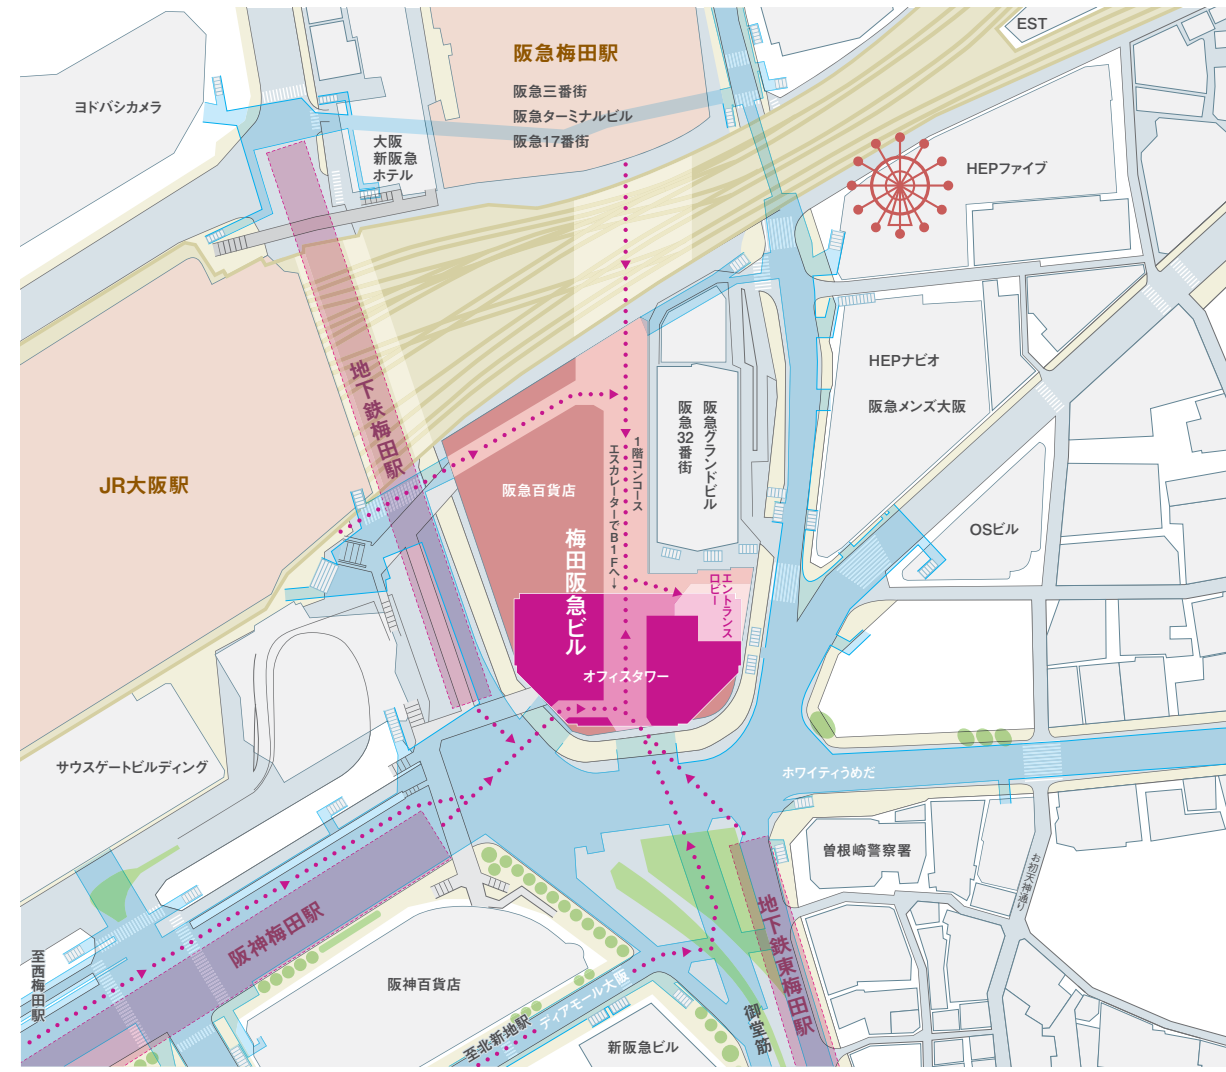 EST
阪急梅田駅
阪急三番街
阪急ターミナルビル
阪急17番街
ヨドバシカメラ
大阪
新阪急
ホテル
HEPファイブ
地下鉄梅田駅
HEPナビオ
阪急メンズ大阪
阪急グランドビル
阪急32番街
1階コンコース
エスカレーターでB1Fへ→
JR大阪駅
阪急百貨店
梅田阪急ビル
OSビル
エントランス
ロビー
オフィスタワー
サウスゲートビルディング
ホワイティうめだ
曽根崎警察署
お初天神通り
地下鉄東梅田駅
阪神梅田駅
至西梅田駅
阪神百貨店
ディアモール大阪
至北新地駅
御堂筋
新阪急ビル